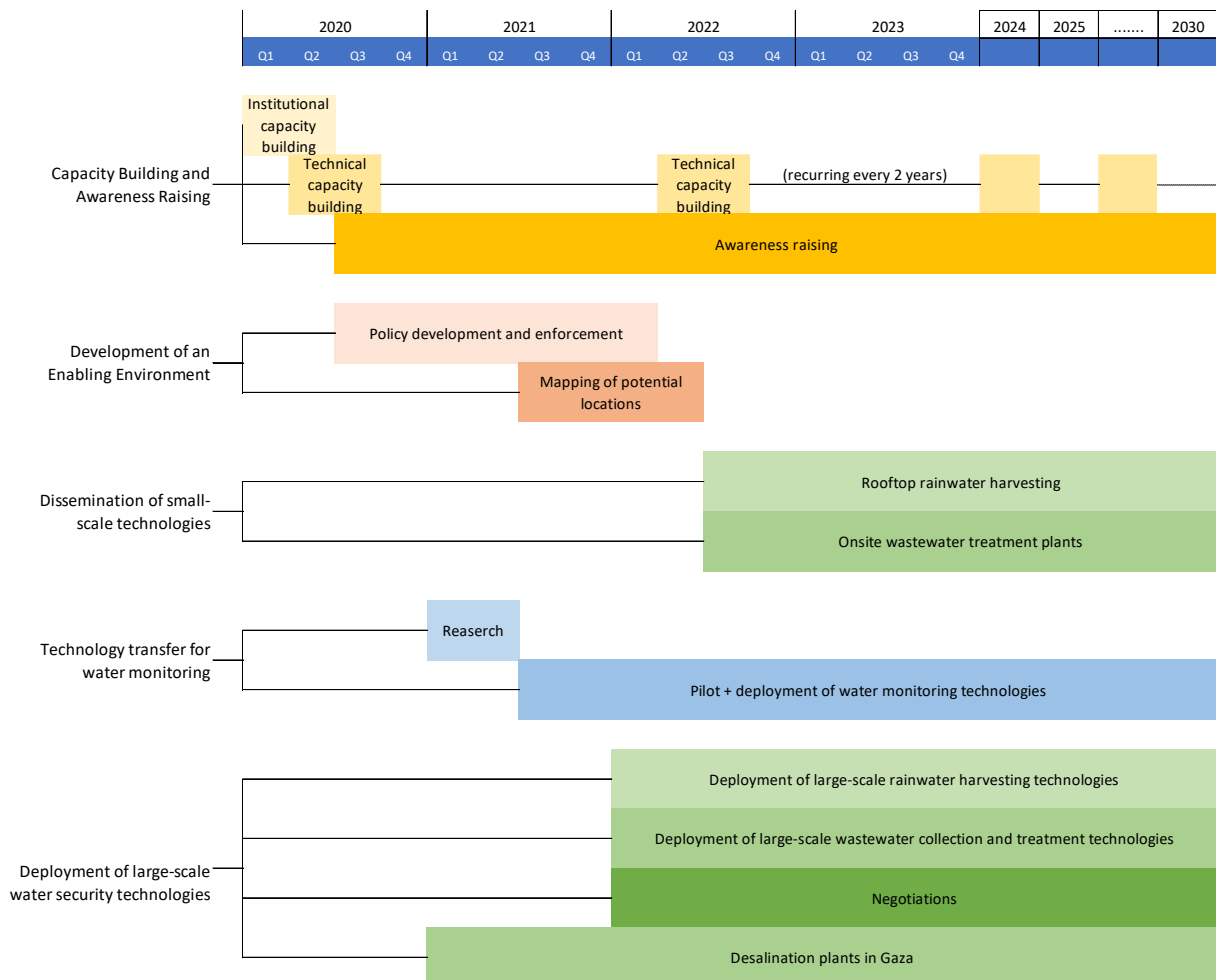 2020 2021 2022 2023 2024 2025 ....... 2030
Q1 Q2 Q3 Q4 Q1 Q2 Q3 Q4 Q1 Q2 Q3 Q4 Q1 Q2 Q3 Q4
Capacity Building and
Awareness Raising
Institutional
capacity
building
Technical
capacity
building
Technical
capacity
building
(recurring every 2 years)
Awareness raising
Development of an
Enabling Environment
Policy development and enforcement
Mapping of potential
locations
Dissemination of small-
scale technologies
Rooftop rainwater harvesting
Onsite wastewater treatment plants
Technology transfer for
water monitoring
Reaserch
Pilot + deployment of water monitoring technologies
Deployment of large-scale
water security technologies
Deployment of large-scale rainwater harvesting technologies
Deployment of large-scale wastewater collection and treatment technologies
Negotiations
Desalination plants in Gaza